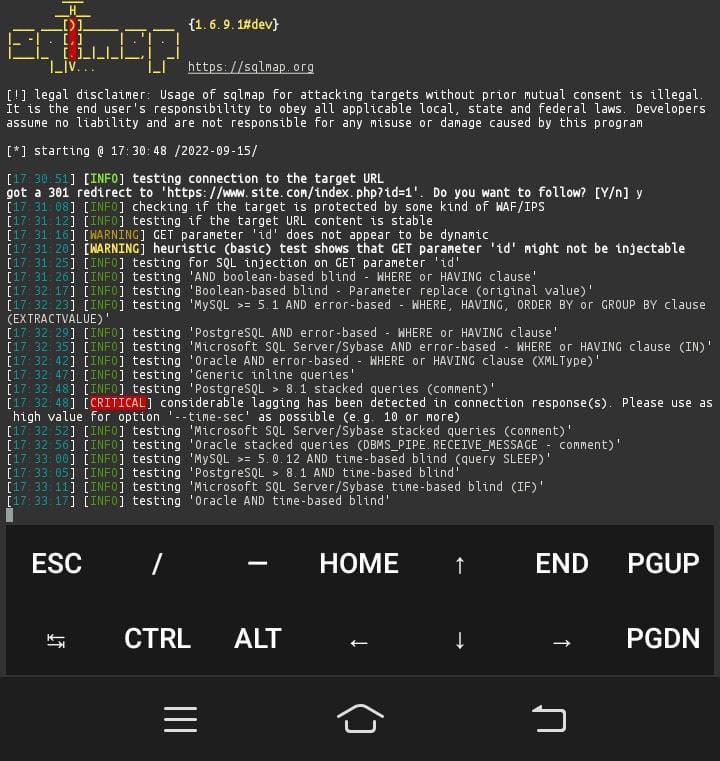 {1.6.9.1#dev}
https://sqlmap.org
[!] legal disclaimer: Usage of sqlmap for attacking targets without prior mutual consent is illegal.
It is the end user's responsibility to obey all applicable local, state and federal laws. Developers
assume no liability and are not responsible for any misuse or damage caused by this program
[*] starting @ 17:30:48 /2022-09-15/
[17:30:51] [INFO] testing connection to the target URL
got a 301 redirect to 'https://www.site.com/index.php?id=1'. Do you want to follow? [Y/n] y
[17:31:08] [INFO] checking if the target is protected by some kind of WAF/IPS
[17:31:12] [INFO] testing if the target URL content is stable
[17:31:16] [WARNING] GET parameter 'id' does not appear to be dynamic
[17:31:20] [WARNING] heuristic (basic) test shows that GET parameter 'id' might not be injectable
[17:31:25] [INFO] testing for SQL injection on GET parameter 'id'
[17:31:26] [INFO] testing 'AND boolean-based blind - WHERE or HAVING clause'
[17:32:17] [INFO] testing 'Boolean-based blind - Parameter replace (original value)'
[17:32:23] [INFO] testing 'MySQL >= 5.1 AND error-based - WHERE, HAVING, ORDER BY or GROUP BY clause
(EXTRACTVALUE)'
[17:32:29] [INFO] testing 'PostgreSQL AND error-based - WHERE or HAVING clause'
[17:32:35] [INFO] testing 'Microsoft SQL Server/Sybase AND error-based - WHERE or HAVING clause (IN)'
[17:32:42] [INFO] testing 'Oracle AND error-based - WHERE or HAVING clause (XMLType)'
[17:32:47] [INFO] testing 'Generic inline queries'
[17:32:48] [INFO] testing 'PostgreSQL > 8.1 stacked queries (comment)'
[17:32:48] [CRITICAL] considerable lagging has been detected in connection response(s). Please use as
high value for option '--time-sec' as possible (e.g. 10 or more)
[17:32:52] [INFO] testing 'Microsoft SQL Server/Sybase stacked queries (comment)'
[17:32:56] [INFO] testing 'Oracle stacked queries (DBMS_PIPE.RECEIVE_MESSAGE - comment)'
[17:33:00] [INFO] testing 'MySQL >= 5.0.12 AND time-based blind (query SLEEP)'
[17:33:05] [INFO] testing 'PostgreSQL > 8.1 AND time-based blind'
[17:33:11] [INFO] testing 'Microsoft SQL Server/Sybase time-based blind (IF)'
[17:33:17] [INFO] testing 'Oracle AND time-based blind'
ESC / — HOME ↑ END PGUP
↹ CTRL ALT ← ↓ → PGDN